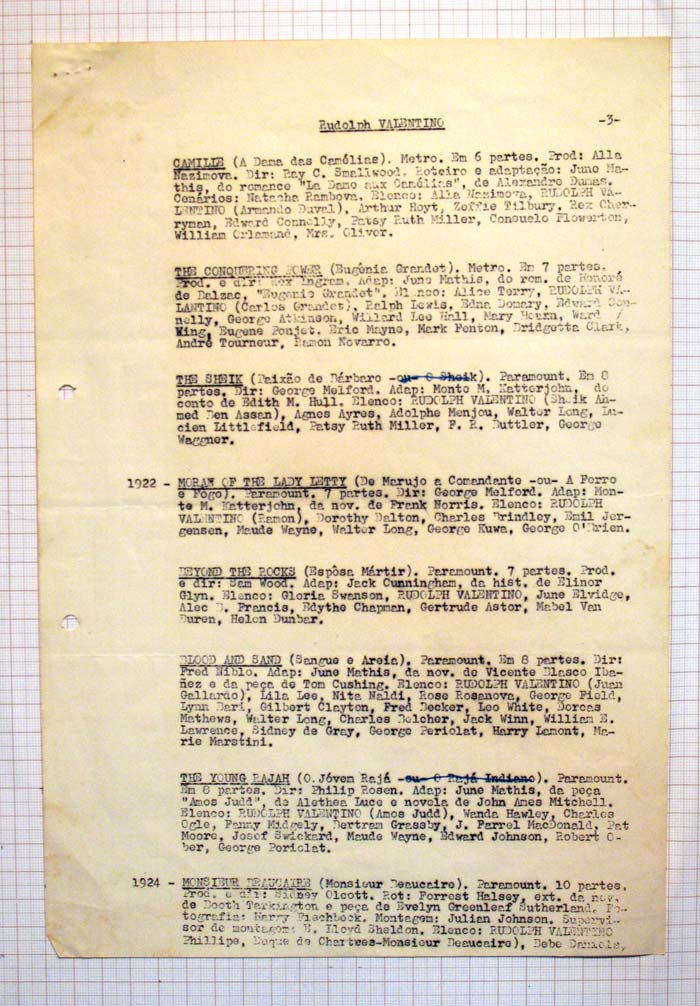 Rudolph VALENTINO -3-
CAMILLE (A Dama das Camélias). Metro. Em 6 partes. Prod: Alla
Nazimova. Dir: Ray C. Smallwood. Roteiro e adaptação: June Ma-
this, do romance "La Dame aux Camélias", de Alexandre Dumas.
Cenários: Natacha Rambova. Elenco: Alla Nazimova, RUDOLPH VA-
LENTINO (Armando Duval), Arthur Hoyt, Zeffie Tilbury, Rex Cher-
ryman, Edward Connelly, Patsy Ruth Miller, Consuelo Flowerton,
William Orlamand, Mrs. Oliver.
THE CONQUERING POWER (Eugénia Grandet). Metro. Em 7 partes.
Prod. e dir: Rex Ingram. Adap: June Mathis, do rom. de Honoré
de Balzac, "Eugenie Grandet". Elenco: Alice Terry, RUDOLPH VA-
LANTINO (Carlos Grandet), Ralph Lewis, Edna Demary, Edward Con-
nelly, George Atkinson, Willard Lee Hall, Mary Hearn, Ward /
Wing, Eugene Ponjet, Eric Mayne, Mark Fenton, Bridgetta Clark,
André Tourneur, Ramon Novarro.
THE SHEIK (Paixão de Bárbaro -ou- O Sheik). Paramount. Em 8
partes. Dir: George Melford. Adap: Monte M. Katterjohn, do
conto de Edith M. Hull. Elenco: RUDOLPH VALENTINO (Sheik Ah-
med Ben Assan), Agnes Ayres, Adolphe Menjou, Walter Long, Lu-
cien Littlefield, Patsy Ruth Miller, F. R. Buttler, George
Waggner.
1922 - MORAN OF THE LADY LETTY (De Marujo a Comandante -ou- A Ferro
e Fogo). Paramount. 7 partes. Dir: George Melford. Adap: Mon-
te M. Katterjohn, da nov. de Frank Norris. Elenco: RUDOLPH
VALENTINO (Ramon), Dorothy Dalton, Charles Brindley, Emil Jor-
gensen, Maude Wayne, Walter Long, George Kuwa, George O'Brien.
BEYOND THE ROCKS (Espôsa Mártir). Paramount. 7 partes. Prod.
e dir: Sam Wood. Adap: Jack Cunningham, da hist. de Elinor
Glyn. Elenco: Gloria Swanson, RUDOLPH VALENTINO, June Elvidge,
Alec B. Francis, Edythe Chapman, Gertrude Astor, Mabel Van
Buren, Helen Dunbar.
BLOOD AND SAND (Sangue e Areia). Paramount. Em 8 partes. Dir:
Fred Niblo. Adap: June Mathis, da nov. de Vicente Blasco Iba-
ñez e da peça de Tom Cushing. Elenco: RUDOLPH VALENTINO (Juan
Gallardo), Lila Lee, Nita Naldi, Rose Rosanova, George Field,
Lynn Bari, Gilbert Clayton, Fred Becker, Leo White, Dorcas
Mathews, Walter Long, Charles Belcher, Jack Winn, William E.
Lawrence, Sidney de Gray, George Periolat, Harry Lamont, Ma-
rie Marstini.
THE YOUNG RAJAH (O Jóvem Rajá -ou- O Rajá Indiano). Paramount.
Em 8 partes. Dir: Philip Rosen. Adap: June Mathis, da peça
"Amos Judd", de Alethea Luce e novela de John Ames Mitchell.
Elenco: RUDOLPH VALENTINO (Amos Judd), Wanda Hawley, Charles
Ogle, Fanny Midgely, Bertram Grassby, J. Farrel MacDonald, Pat
Moore, Josef Swickard, Maude Wayne, Edward Johnson, Robert O-
ber, George Periolat.
1924 - MONSIEUR BEAUCAIRE (Monsieur Beaucaire). Paramount. 10 partes.
Prod. e dir: Sidney Olcott. Rot: Forrest Halsey, ext. da nov.
de Booth Tarkington e peça de Evelyn Greenleaf Sutherland. Fo-
tografia: Harry Fischbeck. Montagem: Julian Johnson. Supervi-
sor de montagem: E. Lloyd Sheldon. Elenco: RUDOLPH VALENTINO
Phillipe, Duque de Chartres-Monsieur Beaucaire), Bebe Daniels,